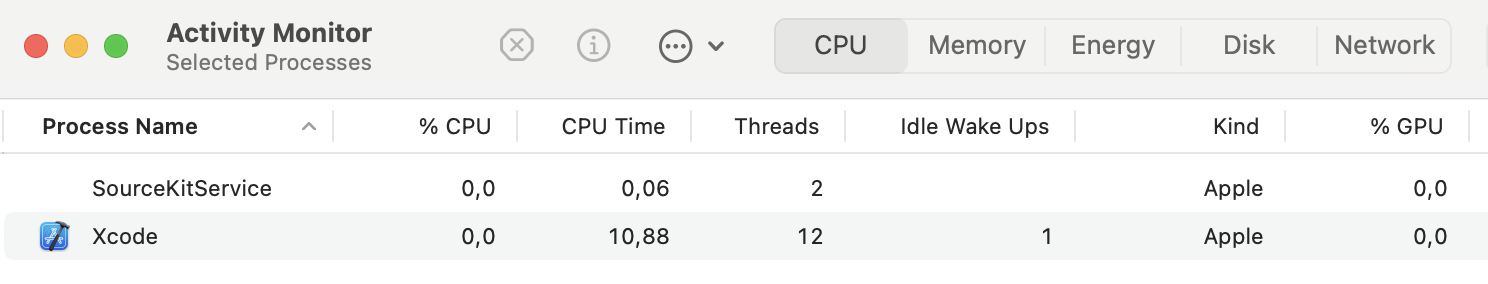 Activity Monitor
Selected Processes
CPU Memory Energy Disk Network
Process Name % CPU CPU Time Threads Idle Wake Ups Kind % GPU
SourceKitService 0,0 0,06 2 Apple 0,0
Xcode 0,0 10,88 12 1 Apple 0,0